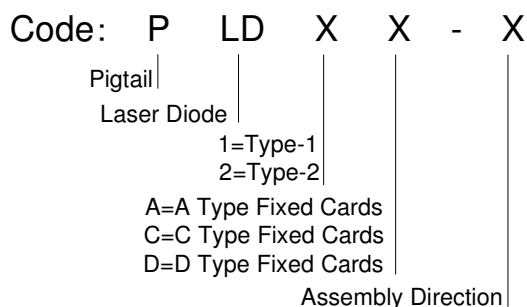 Code: P LD X X - X
Pigtail
Laser Diode
1=Type-1
2=Type-2
A=A Type Fixed Cards
C=C Type Fixed Cards
D=D Type Fixed Cards
Assembly Direction